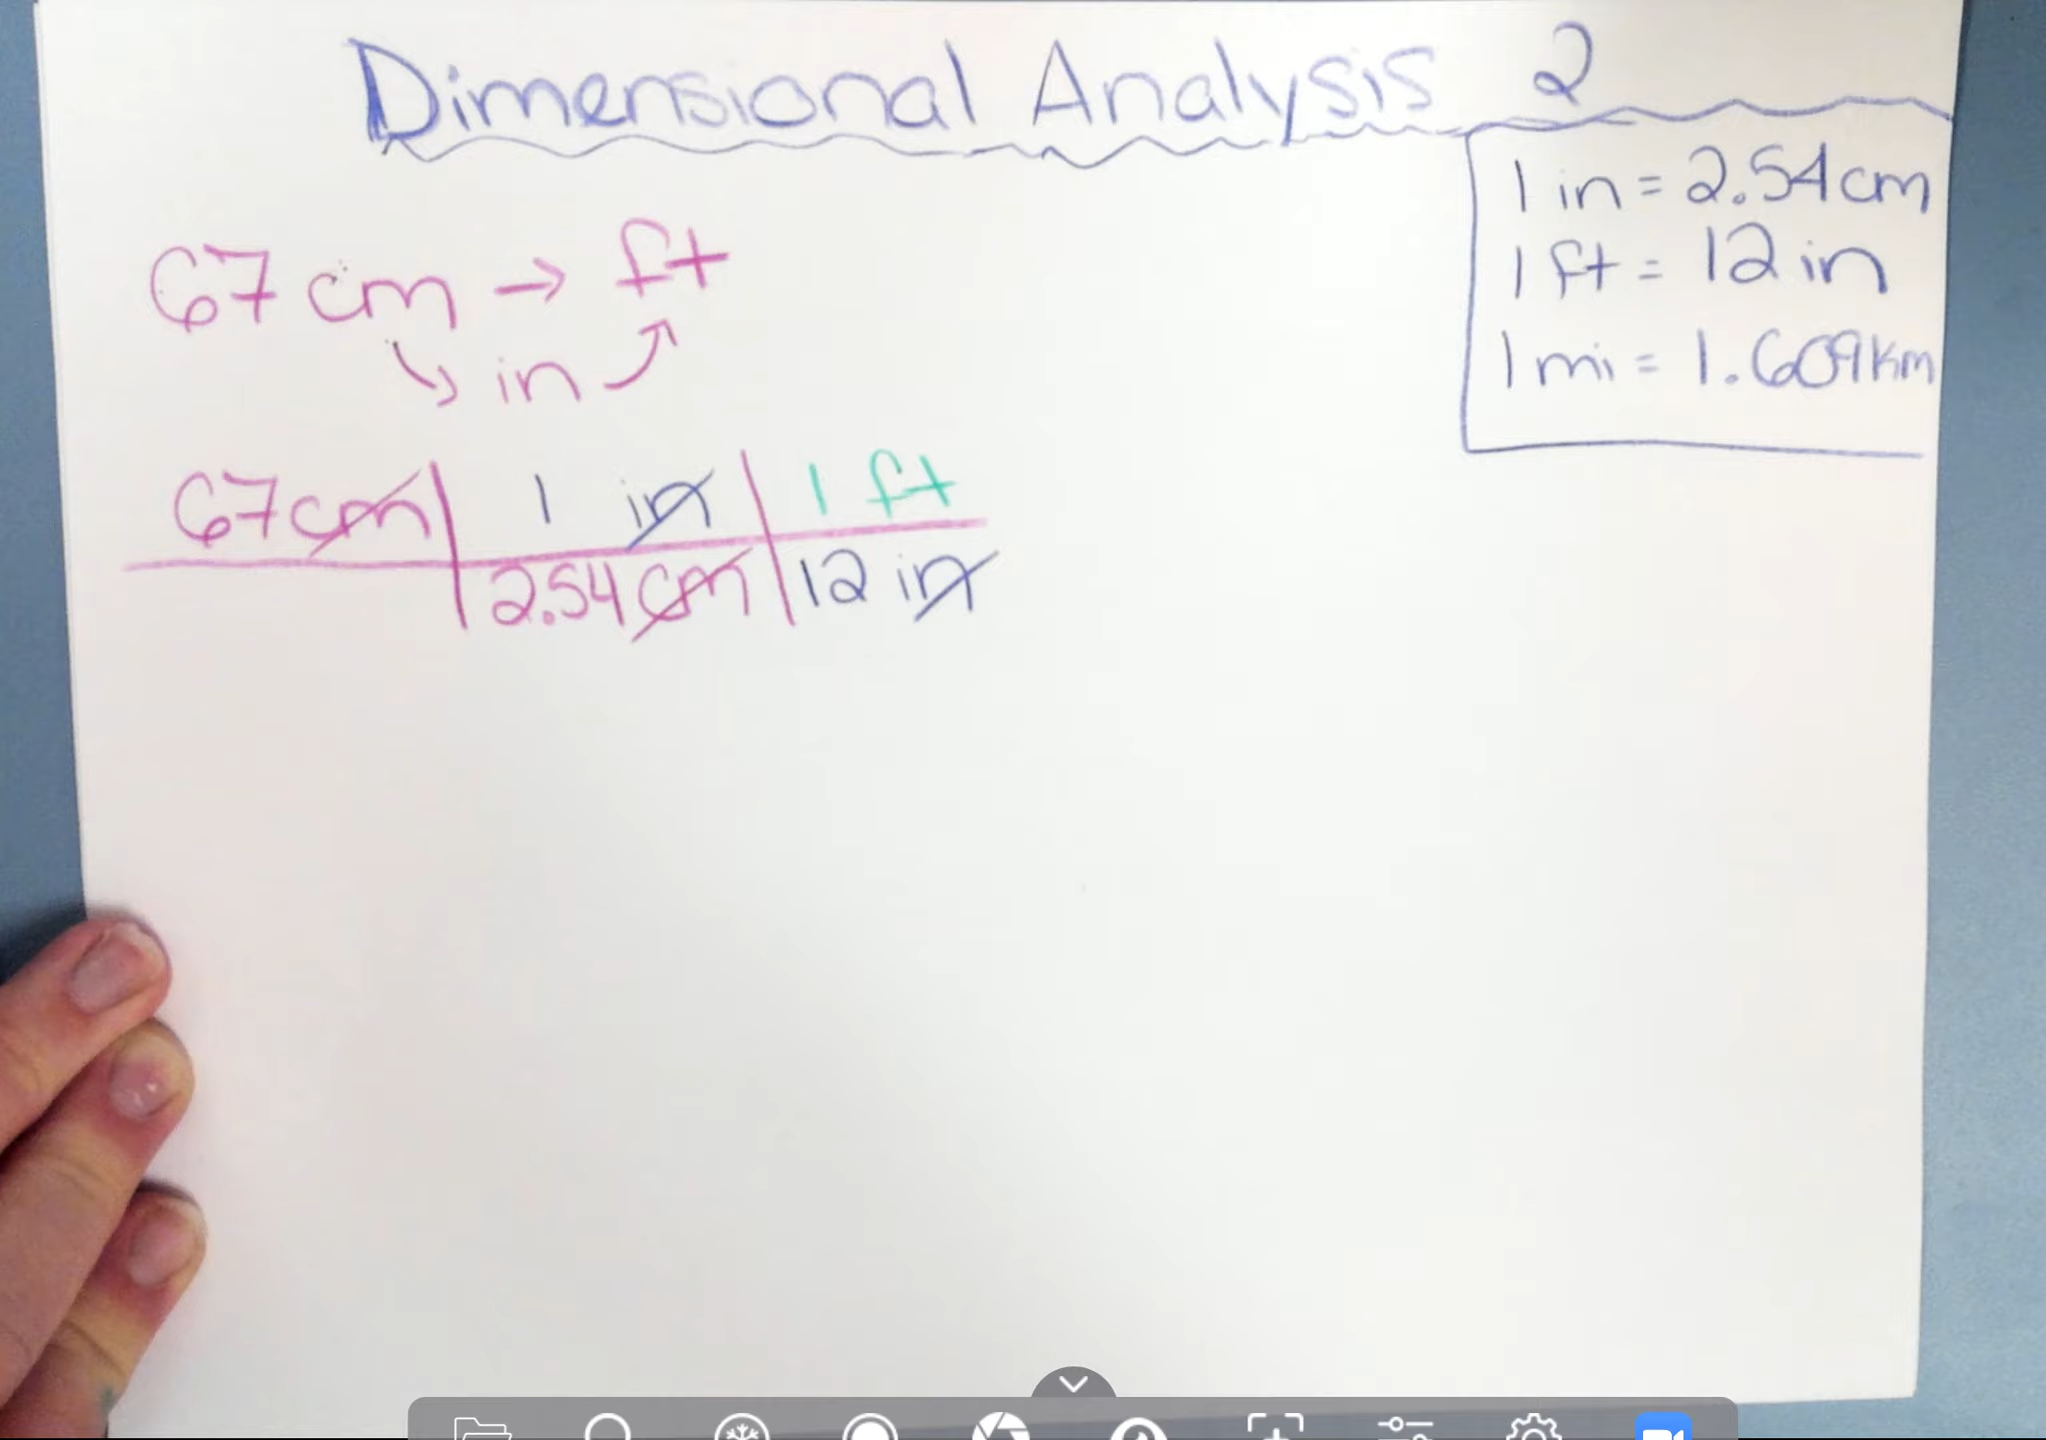 Dimensional Analysis 2
1 in = 2.54 cm
1 ft = 12 in
1 mi = 1.609 km
67 cm → ft
in
67 cm | 1 in | 1 ft
2.54 cm | 12 in